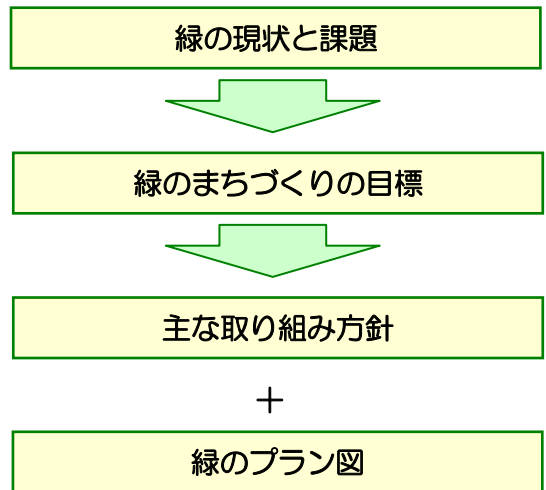 緑の現状と課題
緑のまちづくりの目標
主な取り組み方針
＋
緑のプラン図